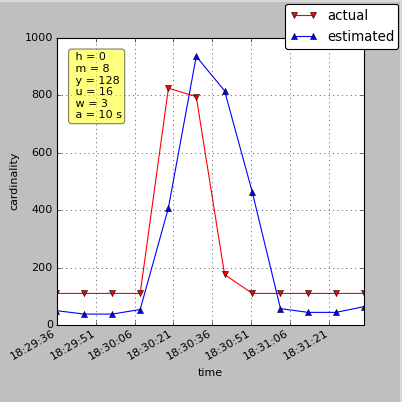 actual
estimated
h = 0
m = 8
y = 128
u = 16
w = 3
a = 10 s
1000
800
600
400
200
0
cardinality
18:29:36
18:29:51
18:30:06
18:30:21
18:30:36
18:30:51
18:31:06
18:31:21
time